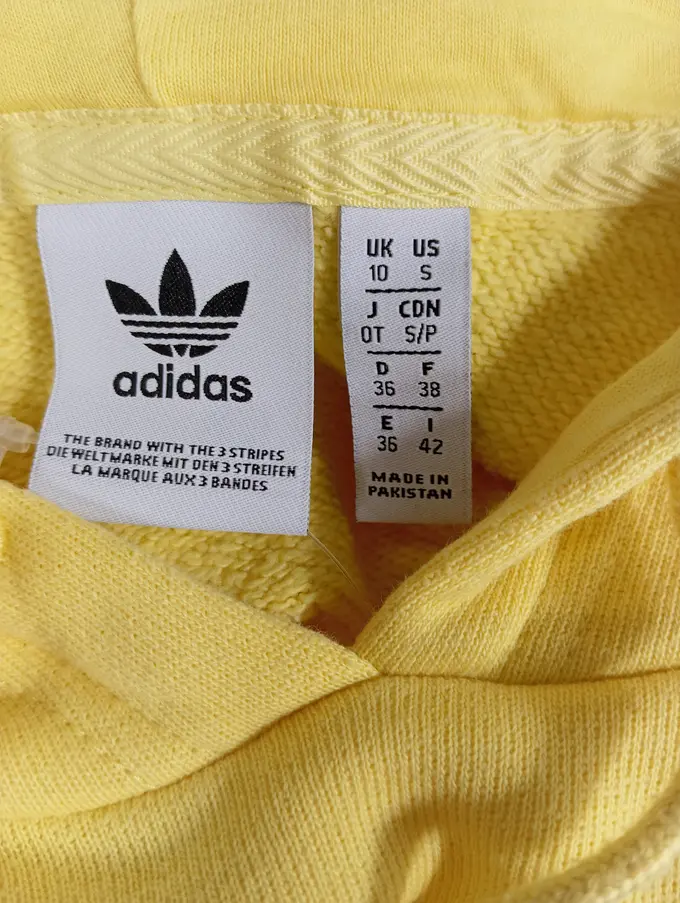 adidas
THE BRAND WITH THE 3 STRIPES
DIE WELTMARKE MIT DEN 3 STREIFEN
LA MARQUE AUX 3 BANDES
UK US
10 S
J CDN
OT S/P
D F
36 38
E I
36 42
MADE IN
PAKISTAN